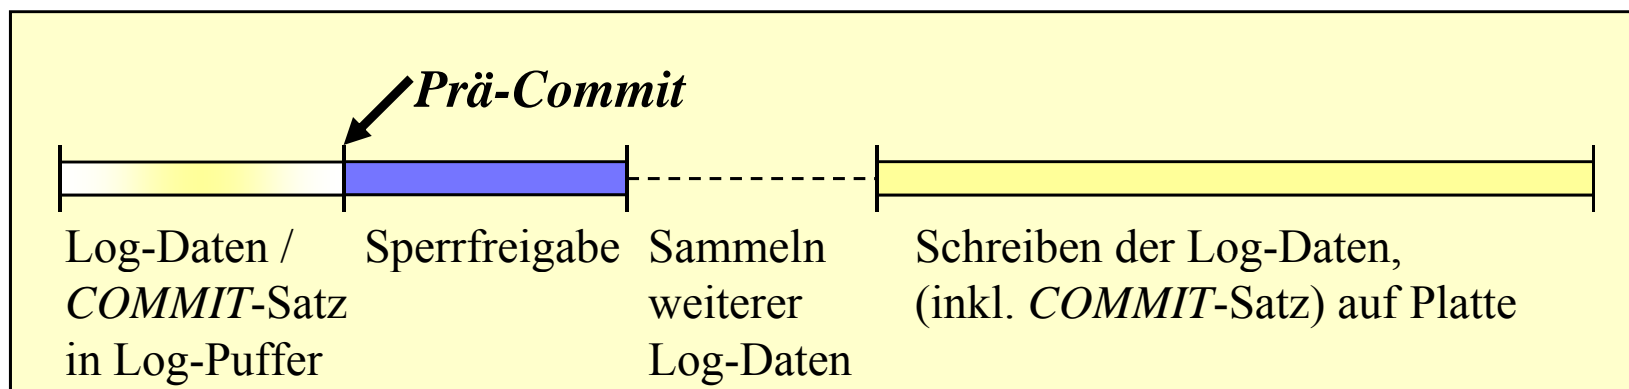 Prä-Commit
Log-Daten /
COMMIT-Satz
in Log-Puffer
Sperrfreigabe
Sammeln
weiterer
Log-Daten
Schreiben der Log-Daten,
(inkl. COMMIT-Satz) auf Platte